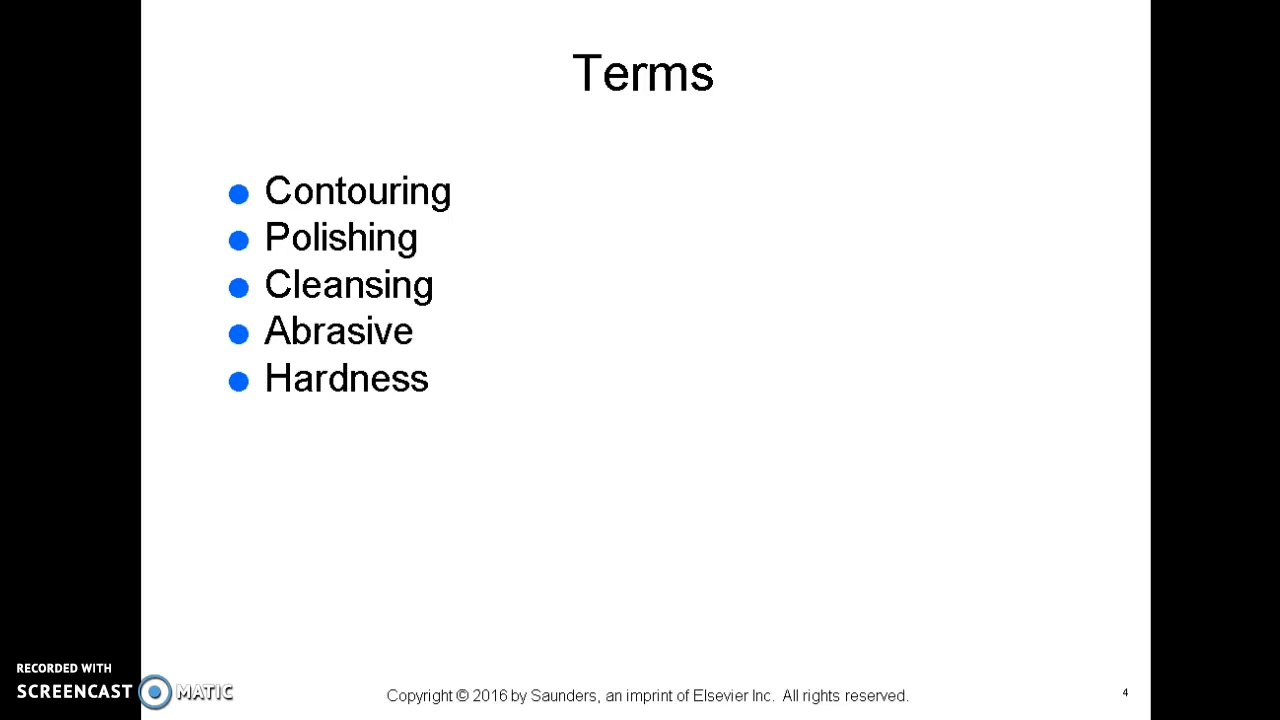 Terms
Contouring
Polishing
Cleansing
Abrasive
Hardness
RECORDED WITH
SCREENCAST MATIC
Copyright © 2016 by Saunders, an imprint of Elsevier Inc. All rights reserved.
4